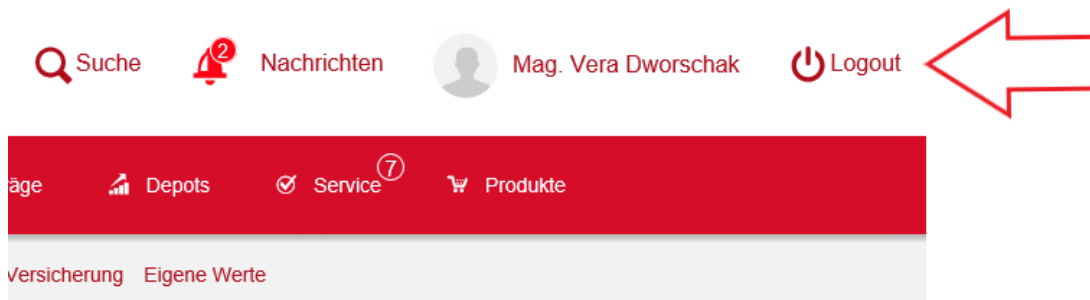 Suche 2 Nachrichten Mag. Vera Dworschak Logout
äge Depots Service 7 Produkte
Versicherung Eigene Werte